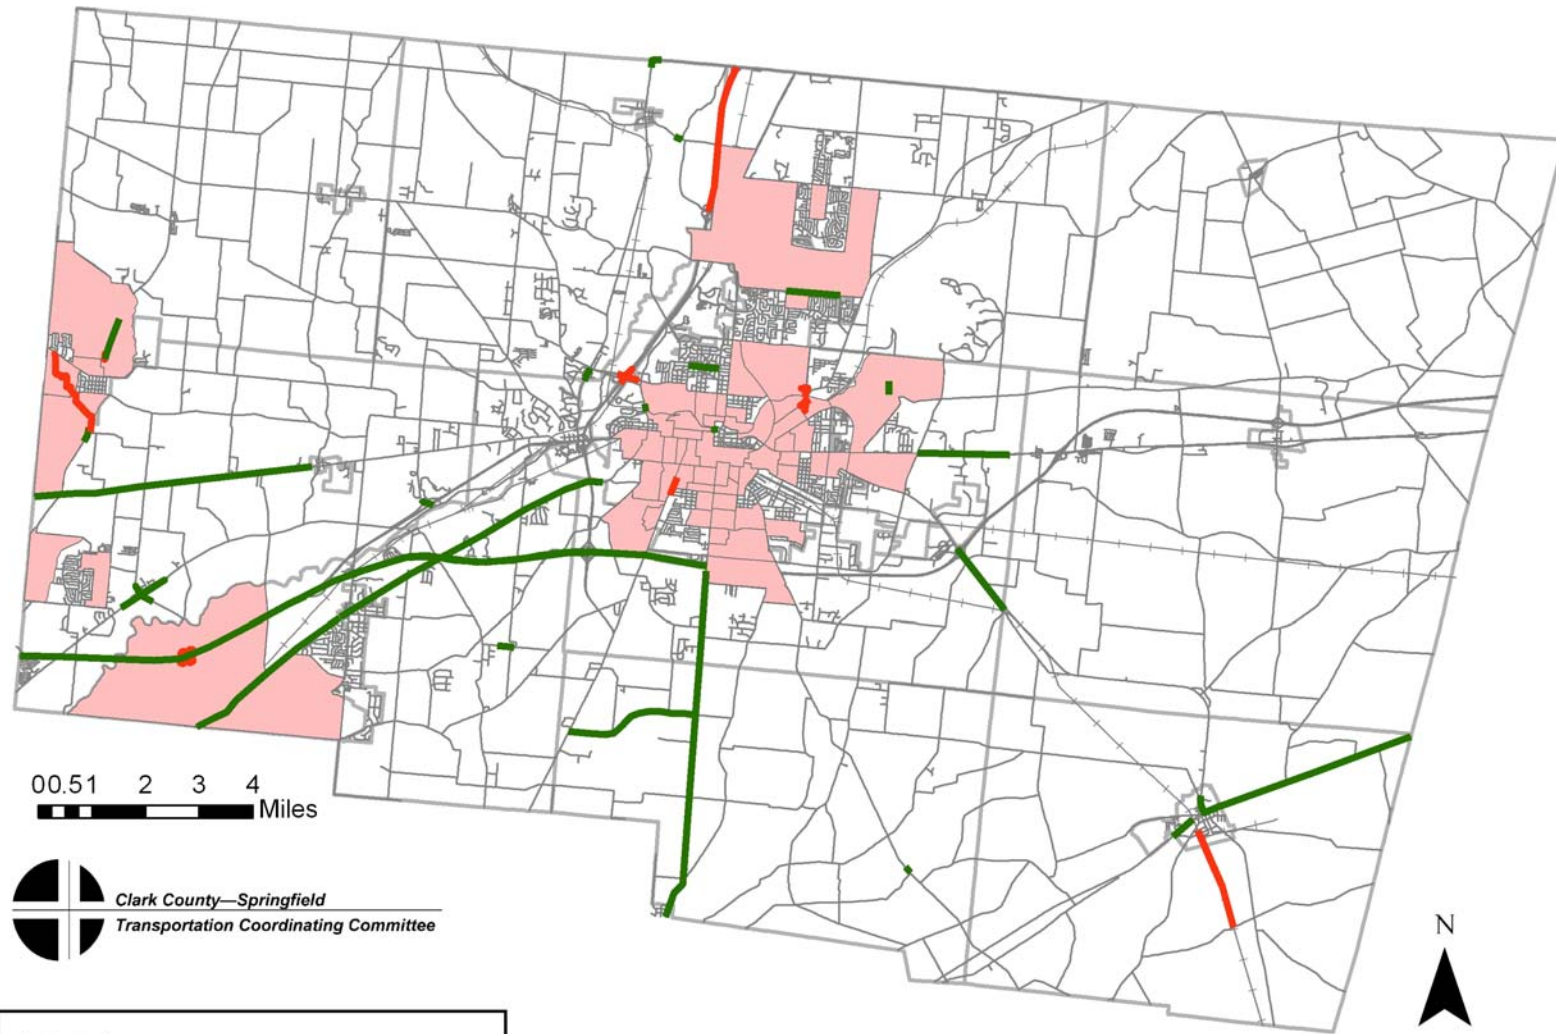 00.51 2 3 4
Miles
Clark County—Springfield
Transportation Coordinating Committee
N